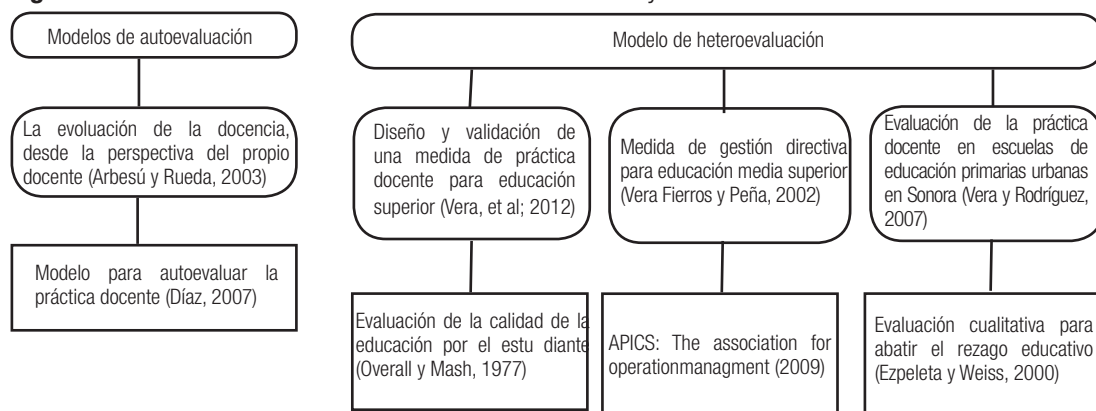 Modelos de autoevaluación
La evoluación de la docencia,
desde la perspectiva del propio
docente (Arbesú y Rueda, 2003)
Modelo para autoevaluar la
práctica docente (Díaz, 2007)
Modelo de heteroevaluación
Diseño y validación de
una medida de práctica
docente para educación
superior (Vera, et al; 2012)
Evaluación de la calidad de la
educación por el estu diante
(Overall y Mash, 1977)
Medida de gestión directiva
para educación media superior
(Vera Fierros y Peña, 2002)
APICS: The association for
operationmanagment (2009)
Evaluación de la práctica
docente en escuelas de
educación primarias urbanas
en Sonora (Vera y Rodríguez,
2007)
Evaluación cualitativa para
abatir el rezago educativo
(Ezpeleta y Weiss, 2000)